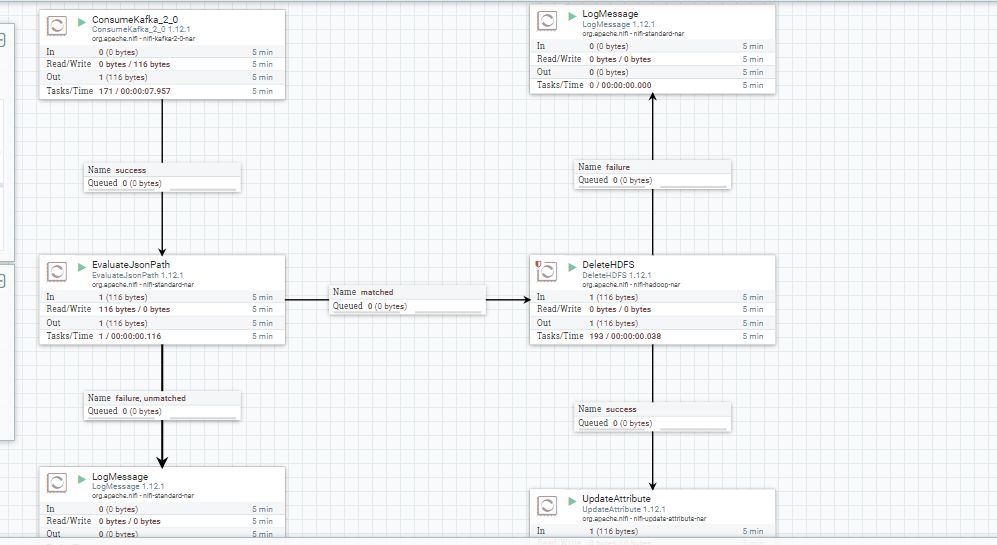 ConsumeKafka_2_0
ConsumeKafka_2_0 1.12.1
org.apache.nifi - nifi-kafka-2-0-nar
In 0 (0 bytes) 5 min
Read/Write 0 bytes / 116 bytes 5 min
Out 1 (116 bytes) 5 min
Tasks/Time 171 / 00:00:07.957 5 min
LogMessage
LogMessage 1.12.1
org.apache.nifi - nifi-standard-nar
In 0 (0 bytes) 5 min
Read/Write 0 bytes / 0 bytes 5 min
Out 0 (0 bytes) 5 min
Tasks/Time 0 / 00:00:00.000 5 min
Name success
Queued 0 (0 bytes)
Name failure
Queued 0 (0 bytes)
EvaluateJsonPath
EvaluateJsonPath 1.12.1
org.apache.nifi - nifi-standard-nar
In 1 (116 bytes) 5 min
Read/Write 116 bytes / 0 bytes 5 min
Out 1 (116 bytes) 5 min
Tasks/Time 1 / 00:00:00.116 5 min
Name matched
Queued 0 (0 bytes)
DeleteHDFS
DeleteHDFS 1.12.1
org.apache.nifi - nifi-hadoop-nar
In 1 (116 bytes) 5 min
Read/Write 0 bytes / 0 bytes 5 min
Out 1 (116 bytes) 5 min
Tasks/Time 193 / 00:00:00.038 5 min
Name failure, unmatched
Queued 0 (0 bytes)
Name success
Queued 0 (0 bytes)
LogMessage
LogMessage 1.12.1
org.apache.nifi - nifi-standard-nar
In 0 (0 bytes) 5 min
Read/Write 0 bytes / 0 bytes 5 min
Out 0 (0 bytes) 5 min
UpdateAttribute
UpdateAttribute 1.12.1
org.apache.nifi - nifi-update-attribute-nar
In 1 (116 bytes) 5 min